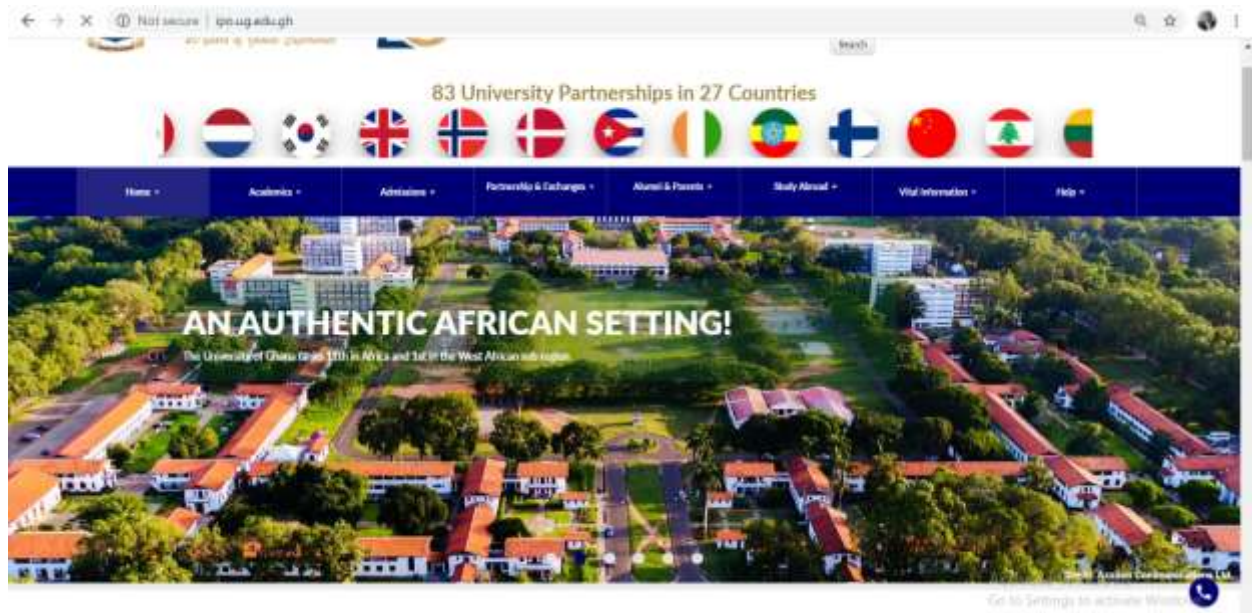 Not secure | ipo.ug.edu.gh
Search
83 University Partnerships in 27 Countries
Home
Academics
Admissions
Partnership & Exchanges
Alumni & Parents
Study Abroad
Vital Information
Help
AN AUTHENTIC AFRICAN SETTING!
The University of Ghana ranks 11th in Africa and 1st in the West African sub region
Communications Ltd.
Go to Settings to activate